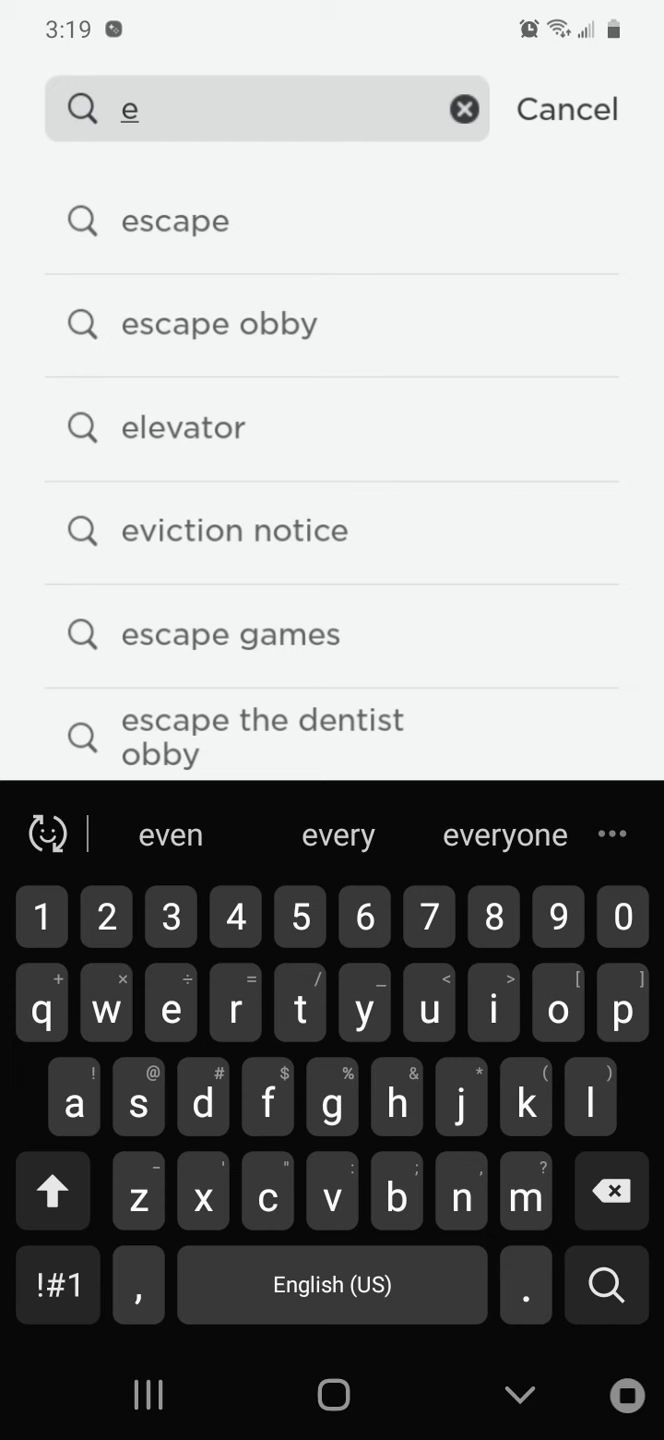 3:19
e
Cancel
escape
escape obby
elevator
eviction notice
escape games
escape the dentist
obby
even every everyone
1 2 3 4 5 6 7 8 9 0
+ × ÷ = / _ < > [ ]
q w e r t y u i o p
! @ # $ % & * ( )
a s d f g h j k l
- ' " : ; , ?
z x c v b n m
!#1 , English (US) .